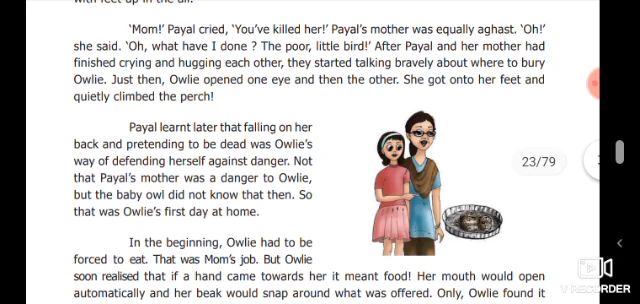 with feet up in the air.
'Mom!' Payal cried, 'You've killed her!' Payal's mother was equally aghast. 'Oh!'
she said. 'Oh, what have I done ? The poor, little bird!' After Payal and her mother had
finished crying and hugging each other, they started talking bravely about where to bury
Owlie. Just then, Owlie opened one eye and then the other. She got onto her feet and
quietly climbed the perch!
Payal learnt later that falling on her
back and pretending to be dead was Owlie's
way of defending herself against danger. Not
that Payal's mother was a danger to Owlie,
but the baby owl did not know that then. So
that was Owlie's first day at home.
23/79
In the beginning, Owlie had to be
forced to eat. That was Mom's job. But Owlie
soon realised that if a hand came towards her it meant food! Her mouth would open
automatically and her beak would snap around what was offered. Only, Owlie found it
V RECORDER